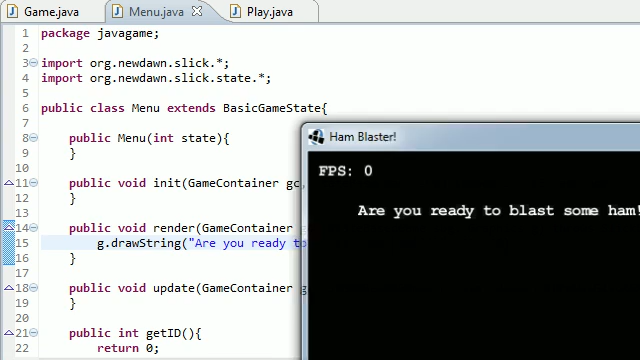 Game.java
Menu.java
Play.java
1 package javagame;
2
3 import org.newdawn.slick.*;
4 import org.newdawn.slick.state.*;
5
6 public class Menu extends BasicGameState{
7
8 public Menu(int state){
9 }
10
11 public void init(GameContainer gc,
12 }
13
14 public void render(GameContainer
15 g.drawString("Are you ready to
16 }
17
18 public void update(GameContainer g
19 }
20
21 public int getID(){
22 return 0;
Ham Blaster!
FPS: 0
Are you ready to blast some ham!